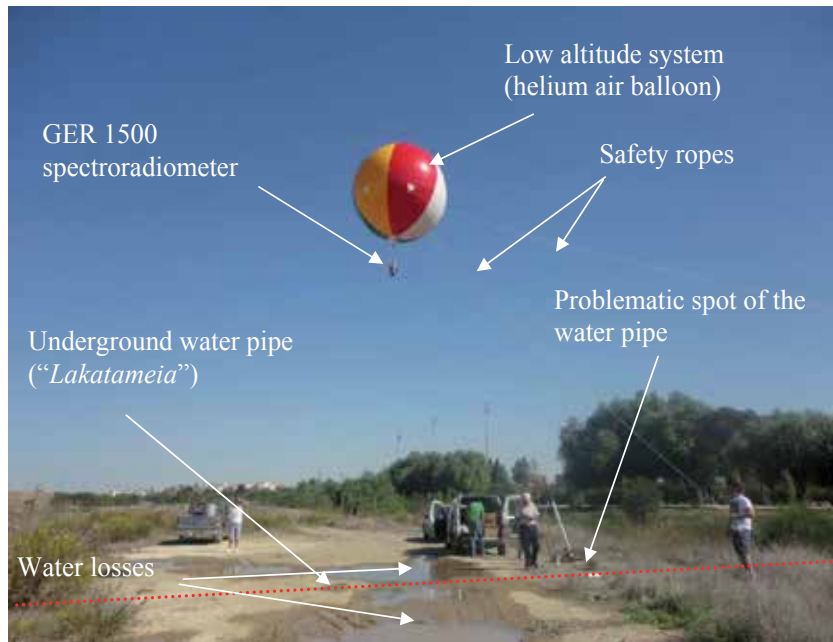 Low altitude system
(helium air balloon)
GER 1500
spectroradiometer
Safety ropes
Problematic spot of the
water pipe
Underground water pipe
(“Lakatameia”)
Water losses